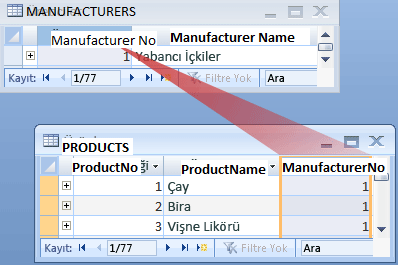 MANUFACTURERS
Manufacturer No Manufacturer Name
1 Yabancı İçkiler
Kayıt: 1/77 Filtre Yok Ara
PRODUCTS
ProductNo ProductName ManufacturerNo
1 Çay 1
2 Bira 1
3 Vişne Likörü 1
Kayıt: 1/77 Filtre Yok Ara